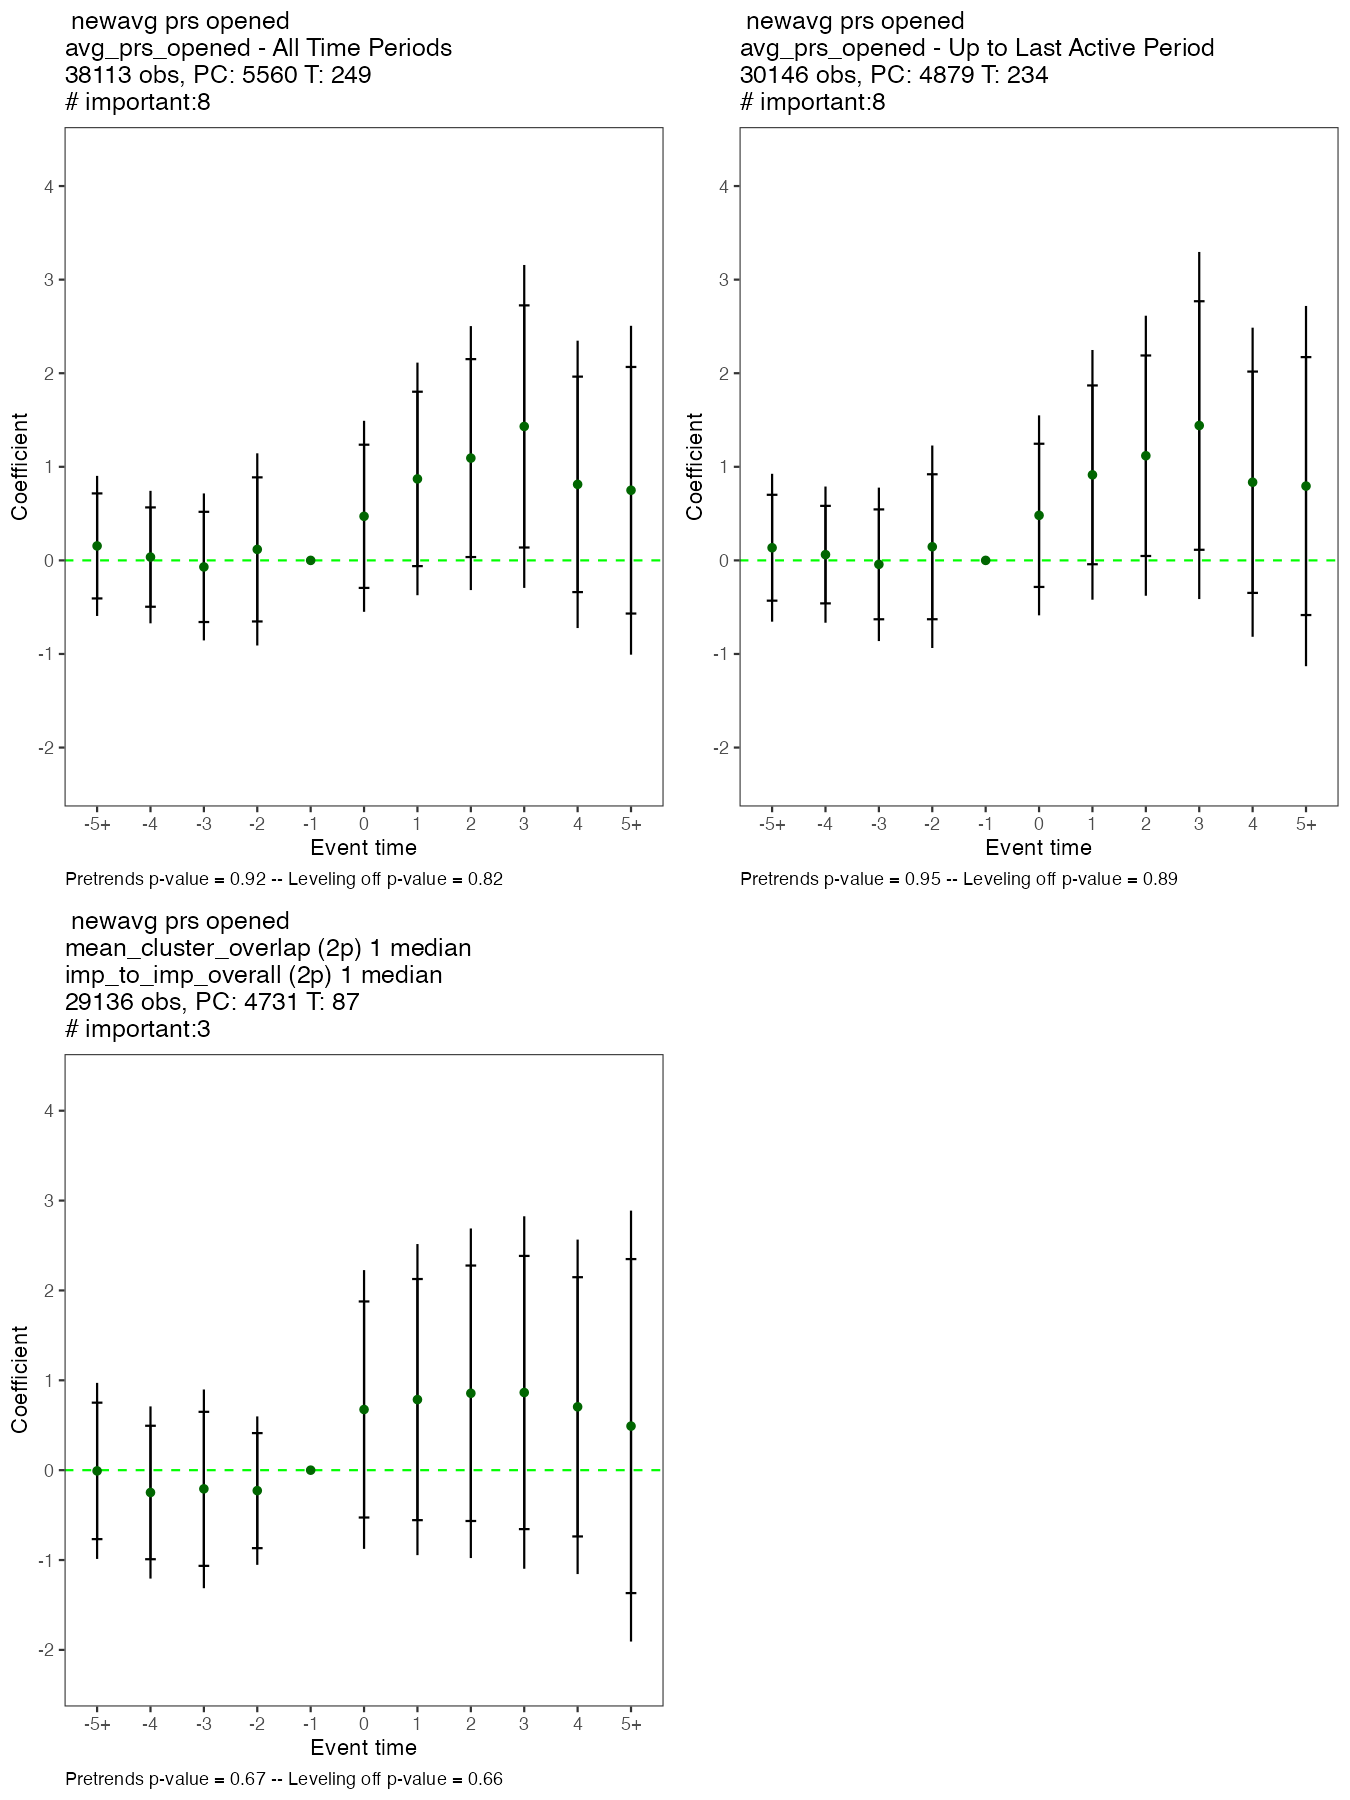 newavg prs opened
avg_prs_opened - All Time Periods
38113 obs, PC: 5560 T: 249
# important:8
4
3
2
1
0
-1
-2
Coefficient
-5+ -4 -3 -2 -1 0 1 2 3 4 5+
Event time
Pretrends p-value = 0.92 -- Leveling off p-value = 0.82
newavg prs opened
avg_prs_opened - Up to Last Active Period
30146 obs, PC: 4879 T: 234
# important:8
4
3
2
1
0
-1
-2
Coefficient
-5+ -4 -3 -2 -1 0 1 2 3 4 5+
Event time
Pretrends p-value = 0.95 -- Leveling off p-value = 0.89
newavg prs opened
mean_cluster_overlap (2p) 1 median
imp_to_imp_overall (2p) 1 median
29136 obs, PC: 4731 T: 87
# important:3
4
3
2
1
0
-1
-2
Coefficient
-5+ -4 -3 -2 -1 0 1 2 3 4 5+
Event time
Pretrends p-value = 0.67 -- Leveling off p-value = 0.66